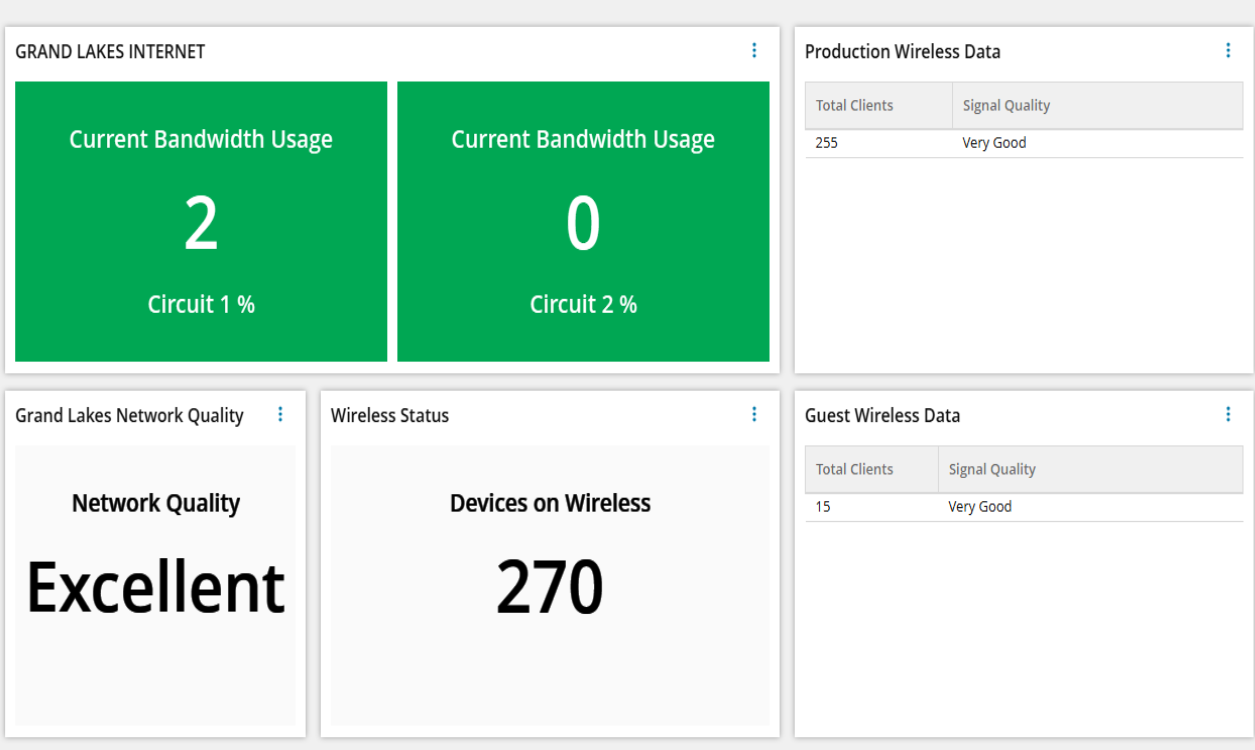 GRAND LAKES INTERNET
Current Bandwidth Usage
2
Circuit 1 %
Current Bandwidth Usage
0
Circuit 2 %
Production Wireless Data
Total Clients Signal Quality
255 Very Good
Grand Lakes Network Quality
Network Quality
Excellent
Wireless Status
Devices on Wireless
270
Guest Wireless Data
Total Clients Signal Quality
15 Very Good